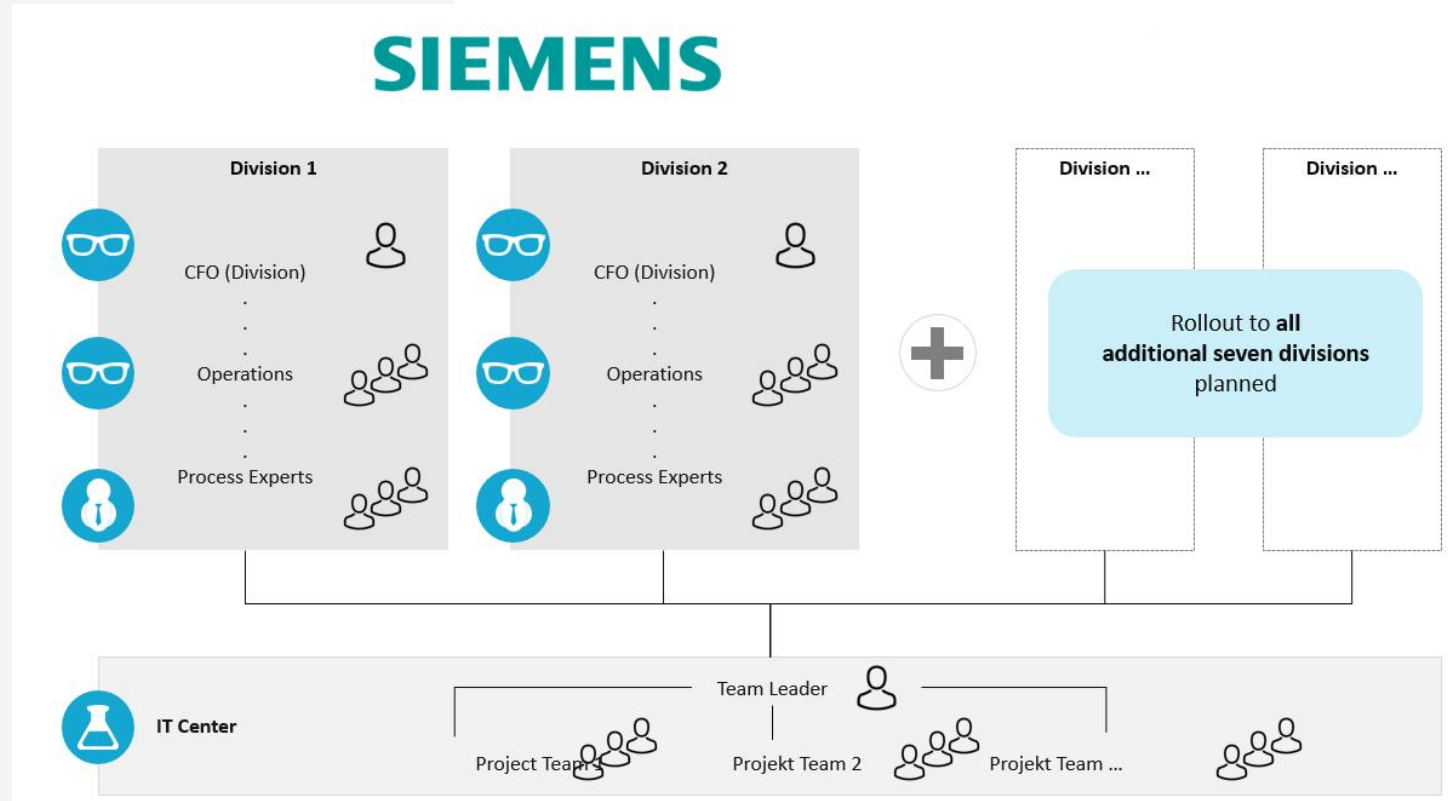 SIEMENS
Division 1
Division 2
Division ...
Division ...
CFO (Division)
.
.
.
Operations
.
.
.
Process Experts
CFO (Division)
.
.
.
Operations
.
.
.
Process Experts
Rollout to all
additional seven divisions
planned
IT Center
Team Leader
Project Team 1
Projekt Team 2
Projekt Team ...